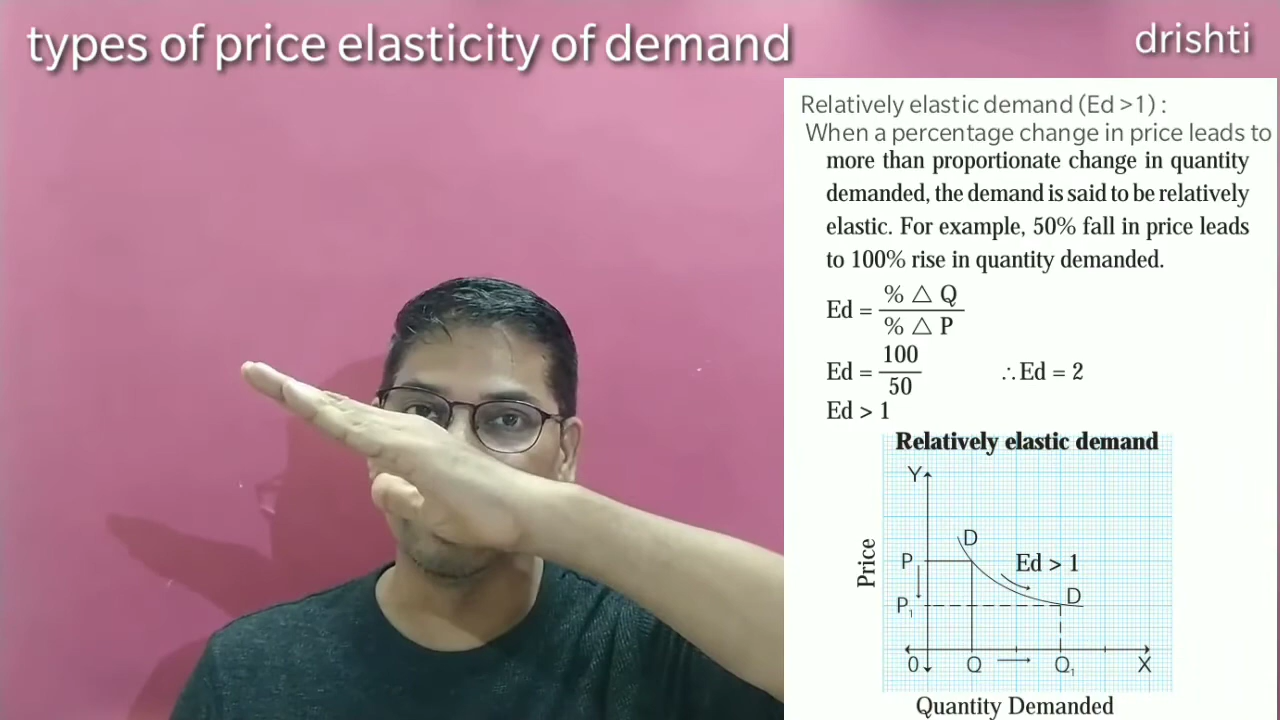 types of price elasticity of demand
drishti
Relatively elastic demand (Ed >1) :
When a percentage change in price leads to
more than proportionate change in quantity
demanded, the demand is said to be relatively
elastic. For example, 50% fall in price leads
to 100% rise in quantity demanded.
Ed = % △ Q / % △ P
Ed = 100 / 50 ∴ Ed = 2
Ed > 1
Relatively elastic demand
Y
D
P
Ed > 1
Price
D
P₁
0 Q Q₁ X
Quantity Demanded